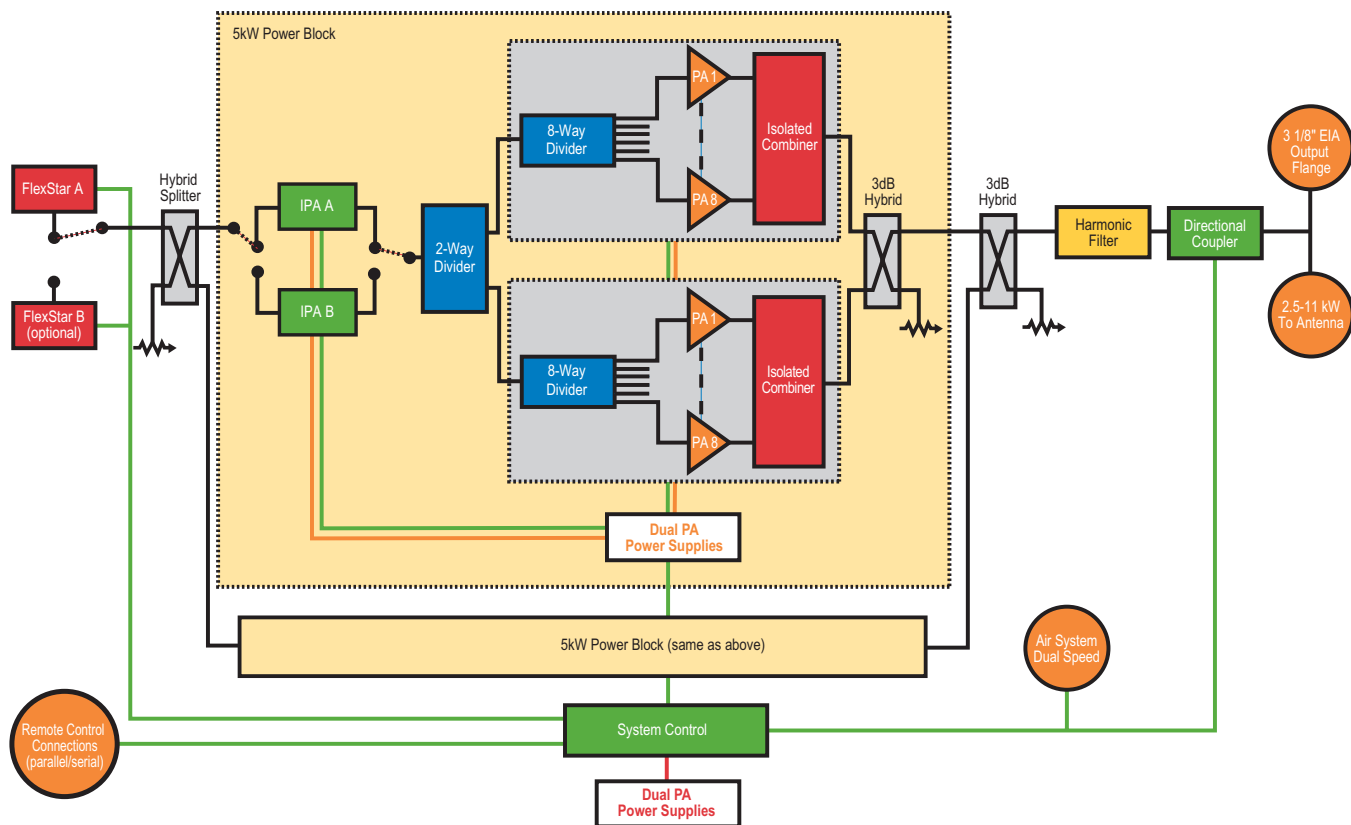 5kW Power Block
PA 1
8-Way
Divider
Isolated
Combiner
PA 8
3 1/8" EIA
Output
Flange
FlexStar A
Hybrid
Splitter
IPA A
2-Way
Divider
3dB
Hybrid
3dB
Hybrid
Harmonic
Filter
Directional
Coupler
FlexStar B
(optional)
IPA B
2.5-11 kW
To Antenna
PA 1
8-Way
Divider
Isolated
Combiner
PA 8
Dual PA
Power Supplies
5kW Power Block (same as above)
Air System
Dual Speed
Remote Control
Connections
(parallel/serial)
System Control
Dual PA
Power Supplies